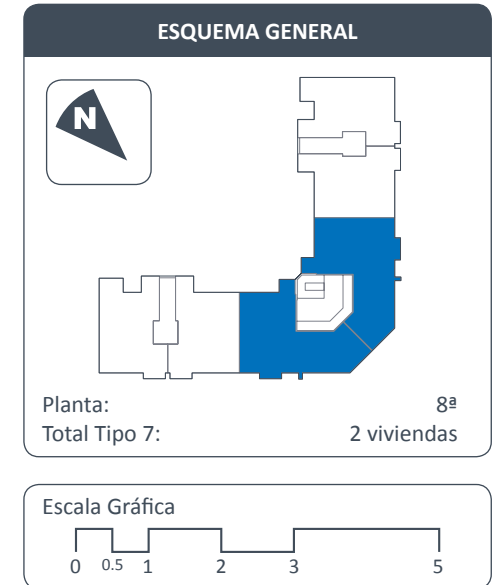 ESQUEMA GENERAL
N
Planta: 8ª
Total Tipo 7: 2 viviendas
Escala Gráfica
0 0.5 1 2 3 5